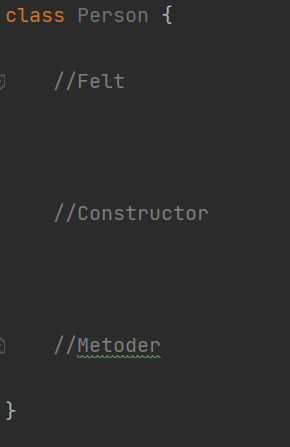 class Person {
//Felt
//Constructor
//Metoder
}